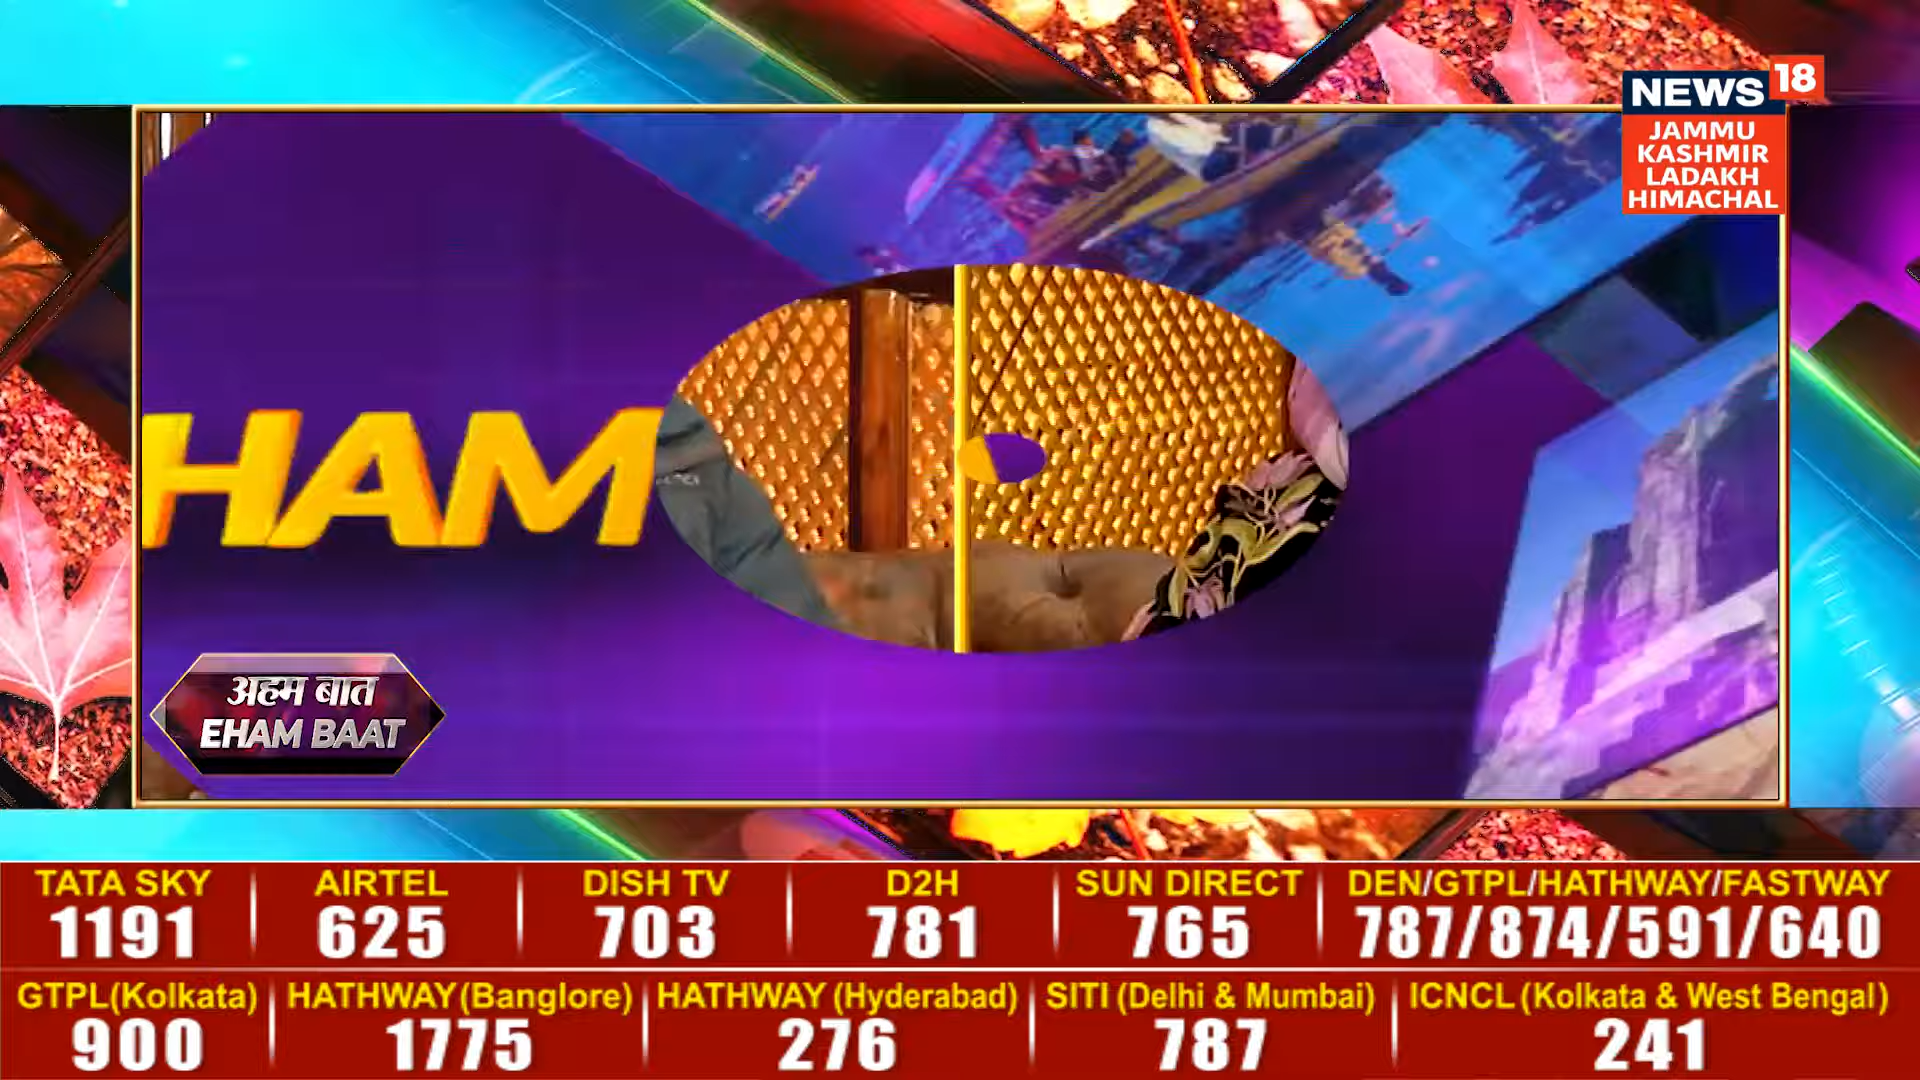 NEWS 18
JAMMU
KASHMIR
LADAKH
HIMACHAL
HAM
अहम बात
EHAM BAAT
TATA SKY
1191
AIRTEL
625
DISH TV
703
D2H
781
SUN DIRECT
765
DEN/GTPL/HATHWAY/FASTWAY
787/874/591/640
GTPL(Kolkata)
900
HATHWAY(Banglore)
1775
HATHWAY (Hyderabad)
276
SITI (Delhi & Mumbai)
787
ICNCL (Kolkata & West Bengal)
241